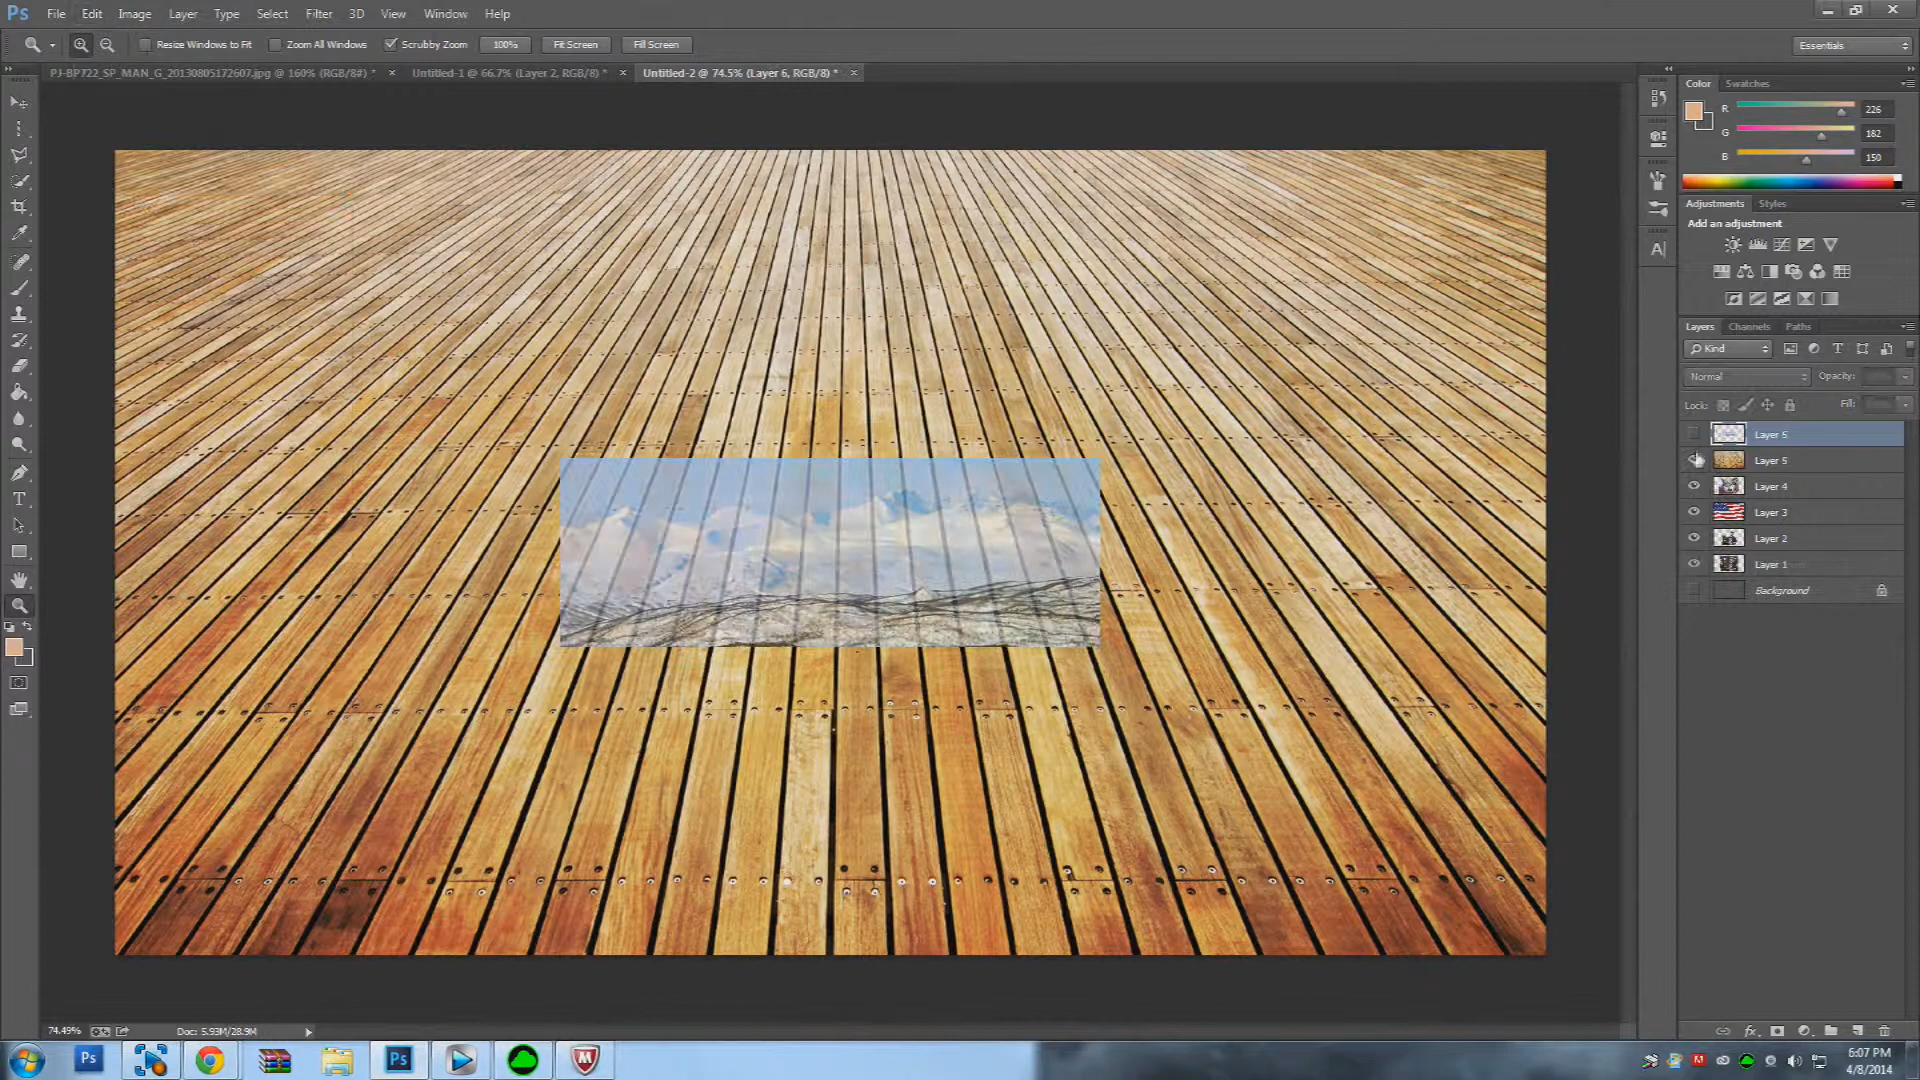 Ps File Edit Image Layer Type Select Filter 3D View Window Help
Resize Windows to Fit Zoom All Windows Scrubby Zoom 100% Fit Screen Fill Screen Essentials
PJ-BP722_SP_MAN_G_20130805172607.jpg @ 160% (RGB/8#) * × Untitled-1 @ 66.7% (Layer 2, RGB/8) * × Untitled-2 @ 74.5% (Layer 6, RGB/8) * ×
Color Swatches
R 226
G 182
B 150
Adjustments Styles
Add an adjustment
Layers Channels Paths
Kind
Normal Opacity:
Lock: Fill:
Layer 5
Layer 4
Layer 3
Layer 2
Layer 1
Background
74.49% Doc: 5.93M/28.9M
Ps Ps
6:07 PM
4/8/2014